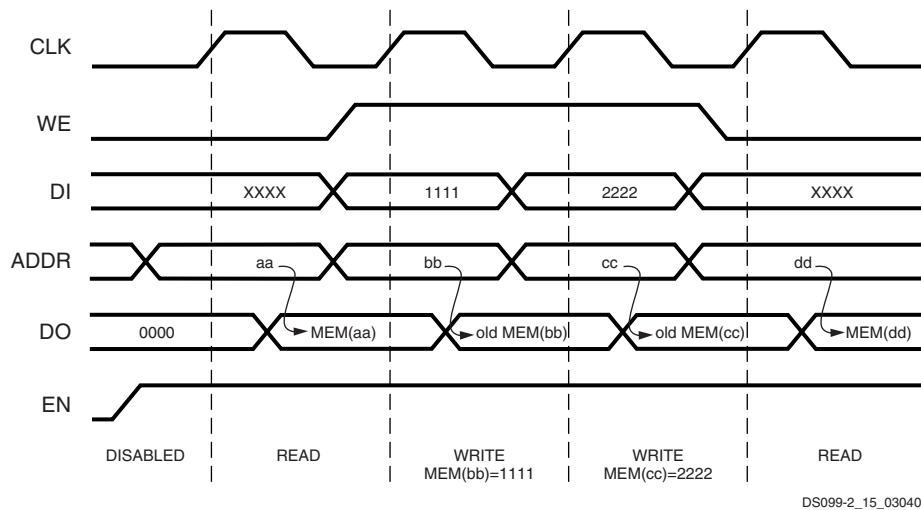 CLK
WE
DI XXXX 1111 2222 XXXX
ADDR aa bb cc dd
DO 0000 MEM(aa) old MEM(bb) old MEM(cc) MEM(dd)
EN
DISABLED READ WRITE WRITE READ
MEM(bb)=1111 MEM(cc)=2222
DS099-2_15_03040